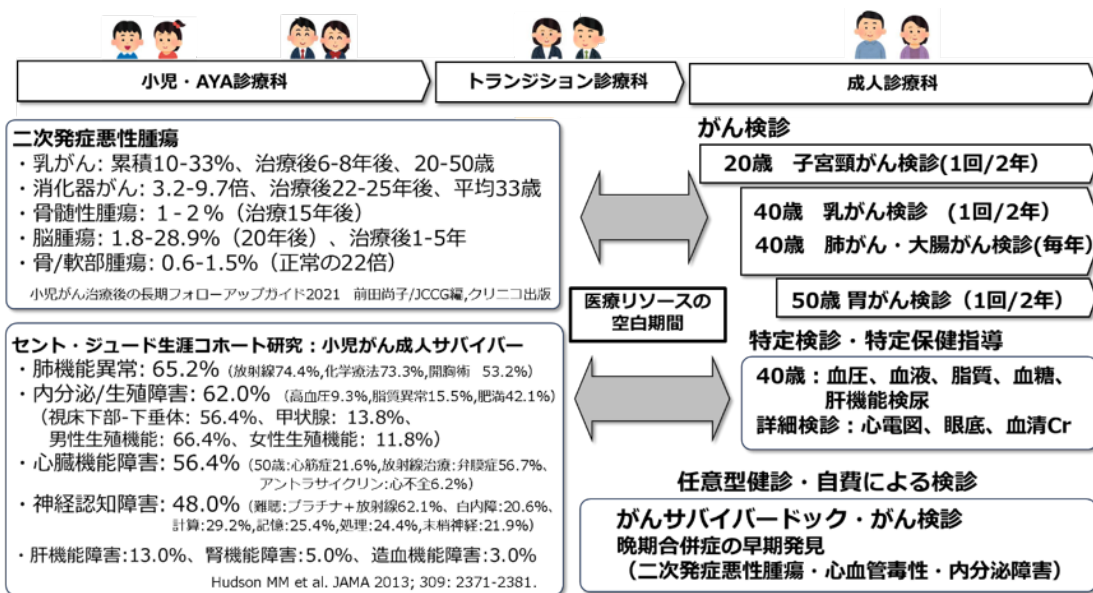 小児・AYA診療科
トランジション診療科
成人診療科
二次発症悪性腫瘍
・乳がん: 累積10-33%、治療後6-8年後、20-50歳
・消化器がん: 3.2-9.7倍、治療後22-25年後、平均33歳
・骨髄性腫瘍: 1-2%（治療15年後）
・脳腫瘍: 1.8-28.9%（20年後）、治療後1-5年
・骨/軟部腫瘍: 0.6-1.5%（正常の22倍）
小児がん治療後の長期フォローアップガイド2021 前田尚子/JCCG編,クリニコ出版
セント・ジュード生涯コホート研究：小児がん成人サバイバー
・肺機能異常: 65.2%（放射線74.4%,化学療法73.3%,開胸術 53.2%）
・内分泌/生殖障害: 62.0%（高血圧9.3%,脂質異常15.5%,肥満42.1%）
（視床下部-下垂体: 56.4%、甲状腺: 13.8%、
男性生殖機能: 66.4%、女性生殖機能: 11.8%）
・心臓機能障害: 56.4%（50歳:心筋症21.6%,放射線治療:弁膜症56.7%、
アントラサイクリン:心不全6.2%）
・神経認知障害: 48.0%（難聴:プラチナ+放射線62.1%、白内障:20.6%、
計算:29.2%,記憶:25.4%,処理:24.4%,末梢神経:21.9%）
・肝機能障害:13.0%、腎機能障害:5.0%、造血機能障害:3.0%
Hudson MM et al. JAMA 2013; 309: 2371-2381.
医療リソースの
空白期間
がん検診
20歳 子宮頸がん検診(1回/2年）
40歳 乳がん検診 （1回/2年）
40歳 肺がん・大腸がん検診(毎年）
50歳 胃がん検診（1回/2年）
特定検診・特定保健指導
40歳：血圧、血液、脂質、血糖、
肝機能検尿
詳細検診：心電図、眼底、血清Cr
任意型健診・自費による検診
がんサバイバードック・がん検診
晩期合併症の早期発見
（二次発症悪性腫瘍・心血管毒性・内分泌障害）